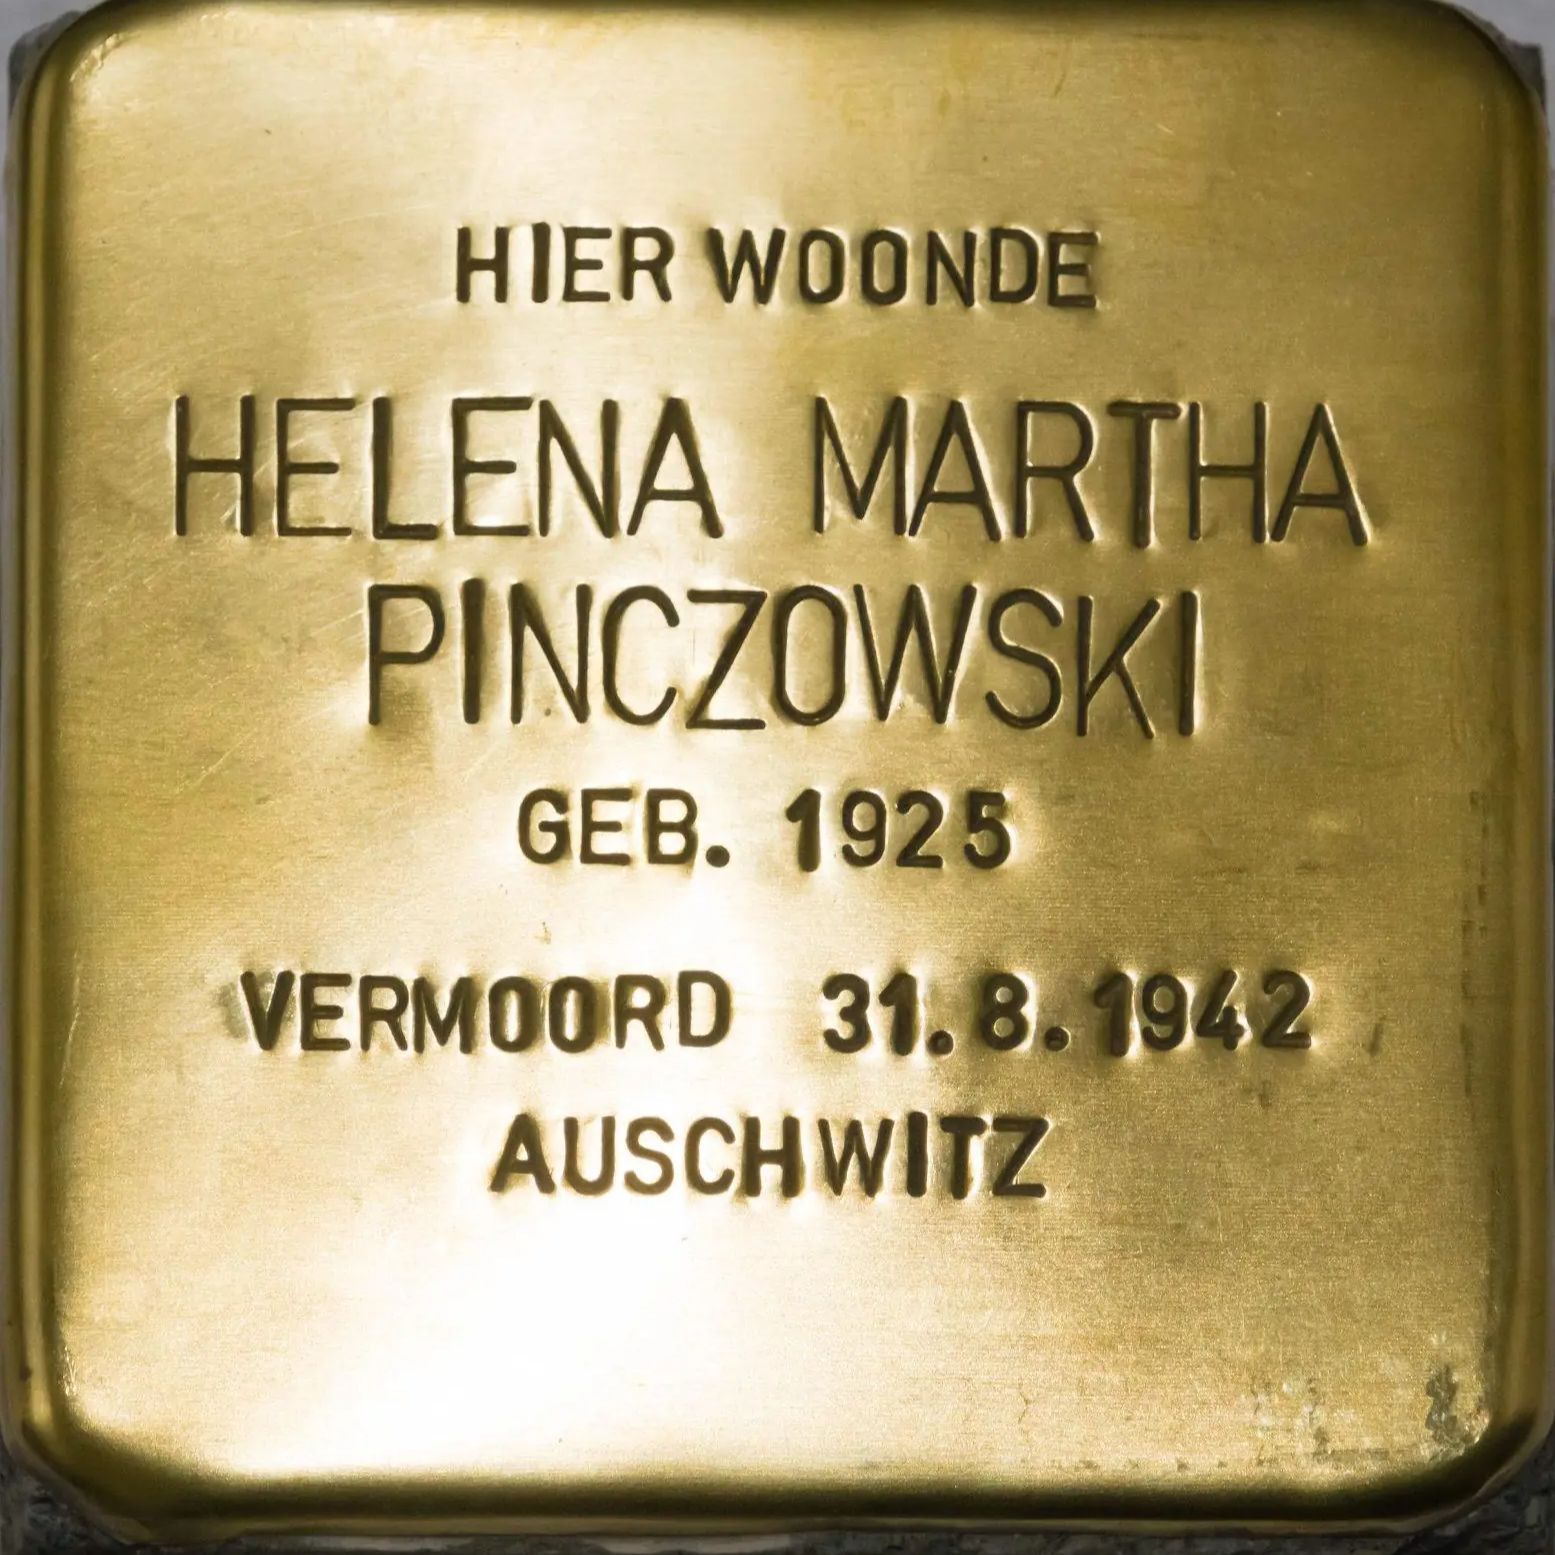 HIER WOONDE
HELENA MARTHA
PINCZOWSKI
GEB. 1925
VERMOORD 31.8.1942
AUSCHWITZ